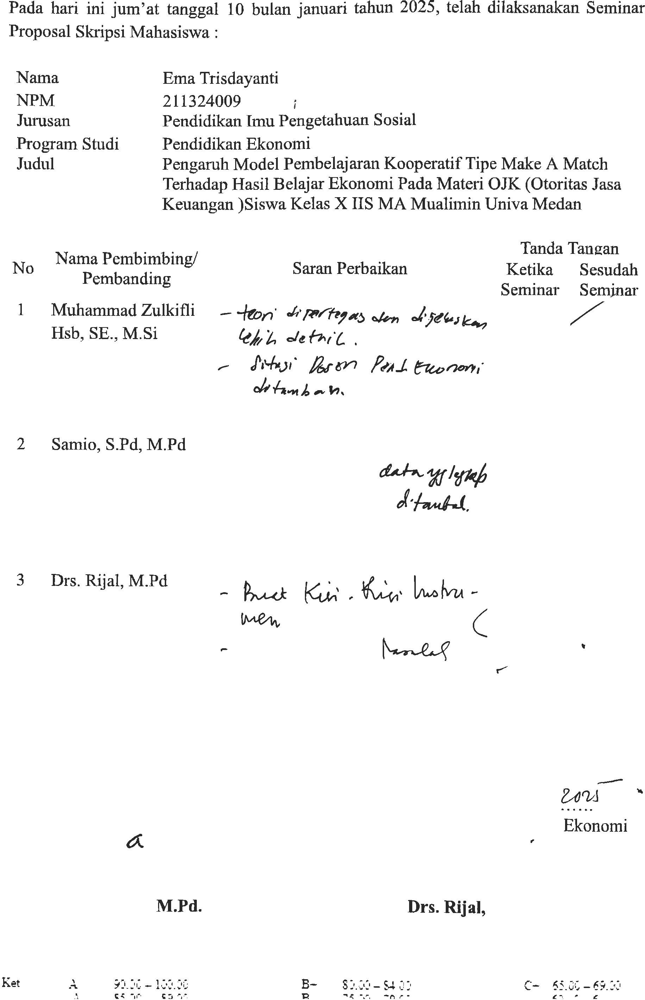 Pada hari ini jum’at tanggal 10 bulan januari tahun 2025, telah dilaksanakan Seminar
Proposal Skripsi Mahasiswa :
Nama Ema Trisdayanti
NPM 211324009
Jurusan Pendidikan Imu Pengetahuan Sosial
Program Studi Pendidikan Ekonomi
Judul Pengaruh Model Pembelajaran Kooperatif Tipe Make A Match
Terhadap Hasil Belajar Ekonomi Pada Materi OJK (Otoritas Jasa
Keuangan )Siswa Kelas X IIS MA Mualimin Univa Medan
No Nama Pembimbing/ Pembanding Saran Perbaikan Tanda Tangan
Ketika Seminar Sesudah Seminar
1 Muhammad Zulkifli - teori dipertegas dan dijeluskan
Hsb, SE., M.Si lebih detail .
- Sitasi Dosen Pend Ekonomi
ditambah.
2 Samio, S.Pd, M.Pd
data yg lengkap
ditambah.
3 Drs. Rijal, M.Pd - Buat Kisi - Kisi Instru -
men
- Masalah
2025
......
Ekonomi
a
M.Pd. Drs. Rijal,
Ket A 90.00 – 100.00 B– 80.00 – 84.00 C– 65.00 – 69.00